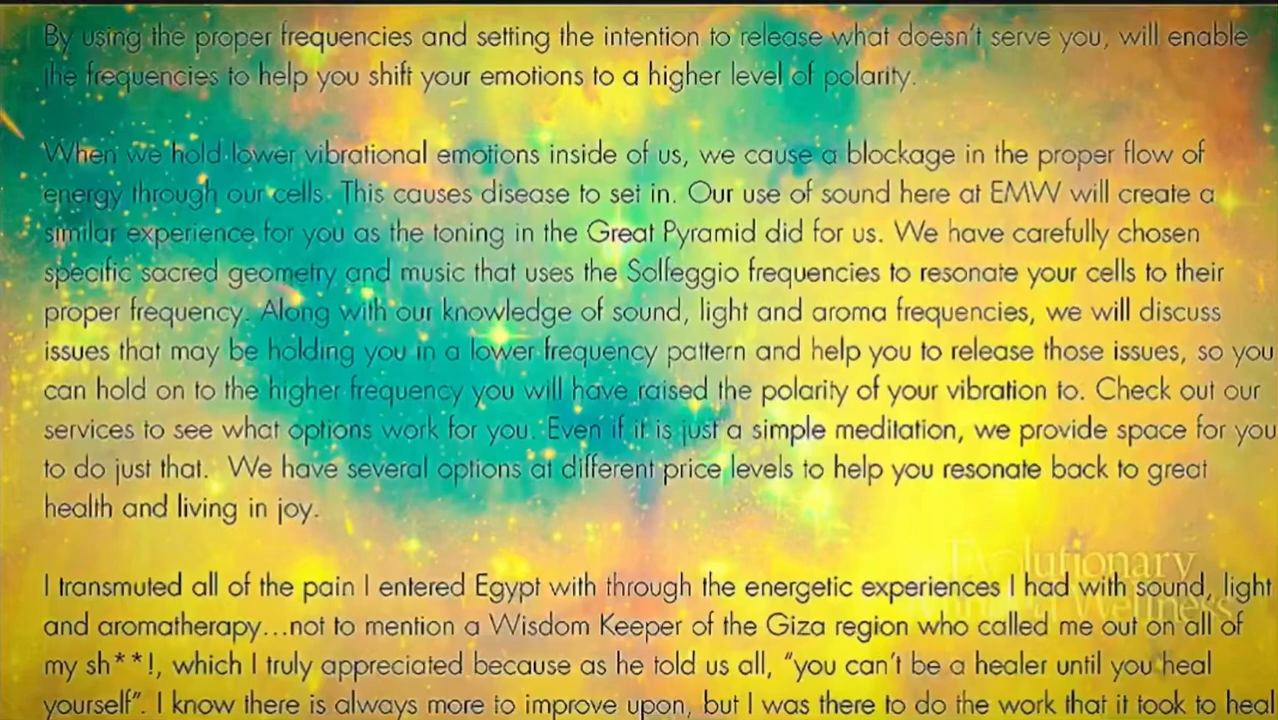 By using the proper frequencies and setting the intention to release what doesn't serve you, will enable
the frequencies to help you shift your emotions to a higher level of polarity.
When we hold lower vibrational emotions inside of us, we cause a blockage in the proper flow of
energy through our cells. This causes disease to set in. Our use of sound here at EMW will create a
similar experience for you as the toning in the Great Pyramid did for us. We have carefully chosen
specific sacred geometry and music that uses the Solfeggio frequencies to resonate your cells to their
proper frequency. Along with our knowledge of sound, light and aroma frequencies, we will discuss
issues that may be holding you in a lower frequency pattern and help you to release those issues, so you
can hold on to the higher frequency you will have raised the polarity of your vibration to. Check out our
services to see what options work for you. Even if it is just a simple meditation, we provide space for you
to do just that. We have several options at different price levels to help you resonate back to great
health and living in joy.
Evolutionary
I transmuted all of the pain I entered Egypt with through the energetic experiences I had with sound, light
Wellness
and aromatherapy...not to mention a Wisdom Keeper of the Giza region who called me out on all of
my sh**!, which I truly appreciated because as he told us all, "you can't be a healer until you heal
yourself". I know there is always more to improve upon, but I was there to do the work that it took to heal